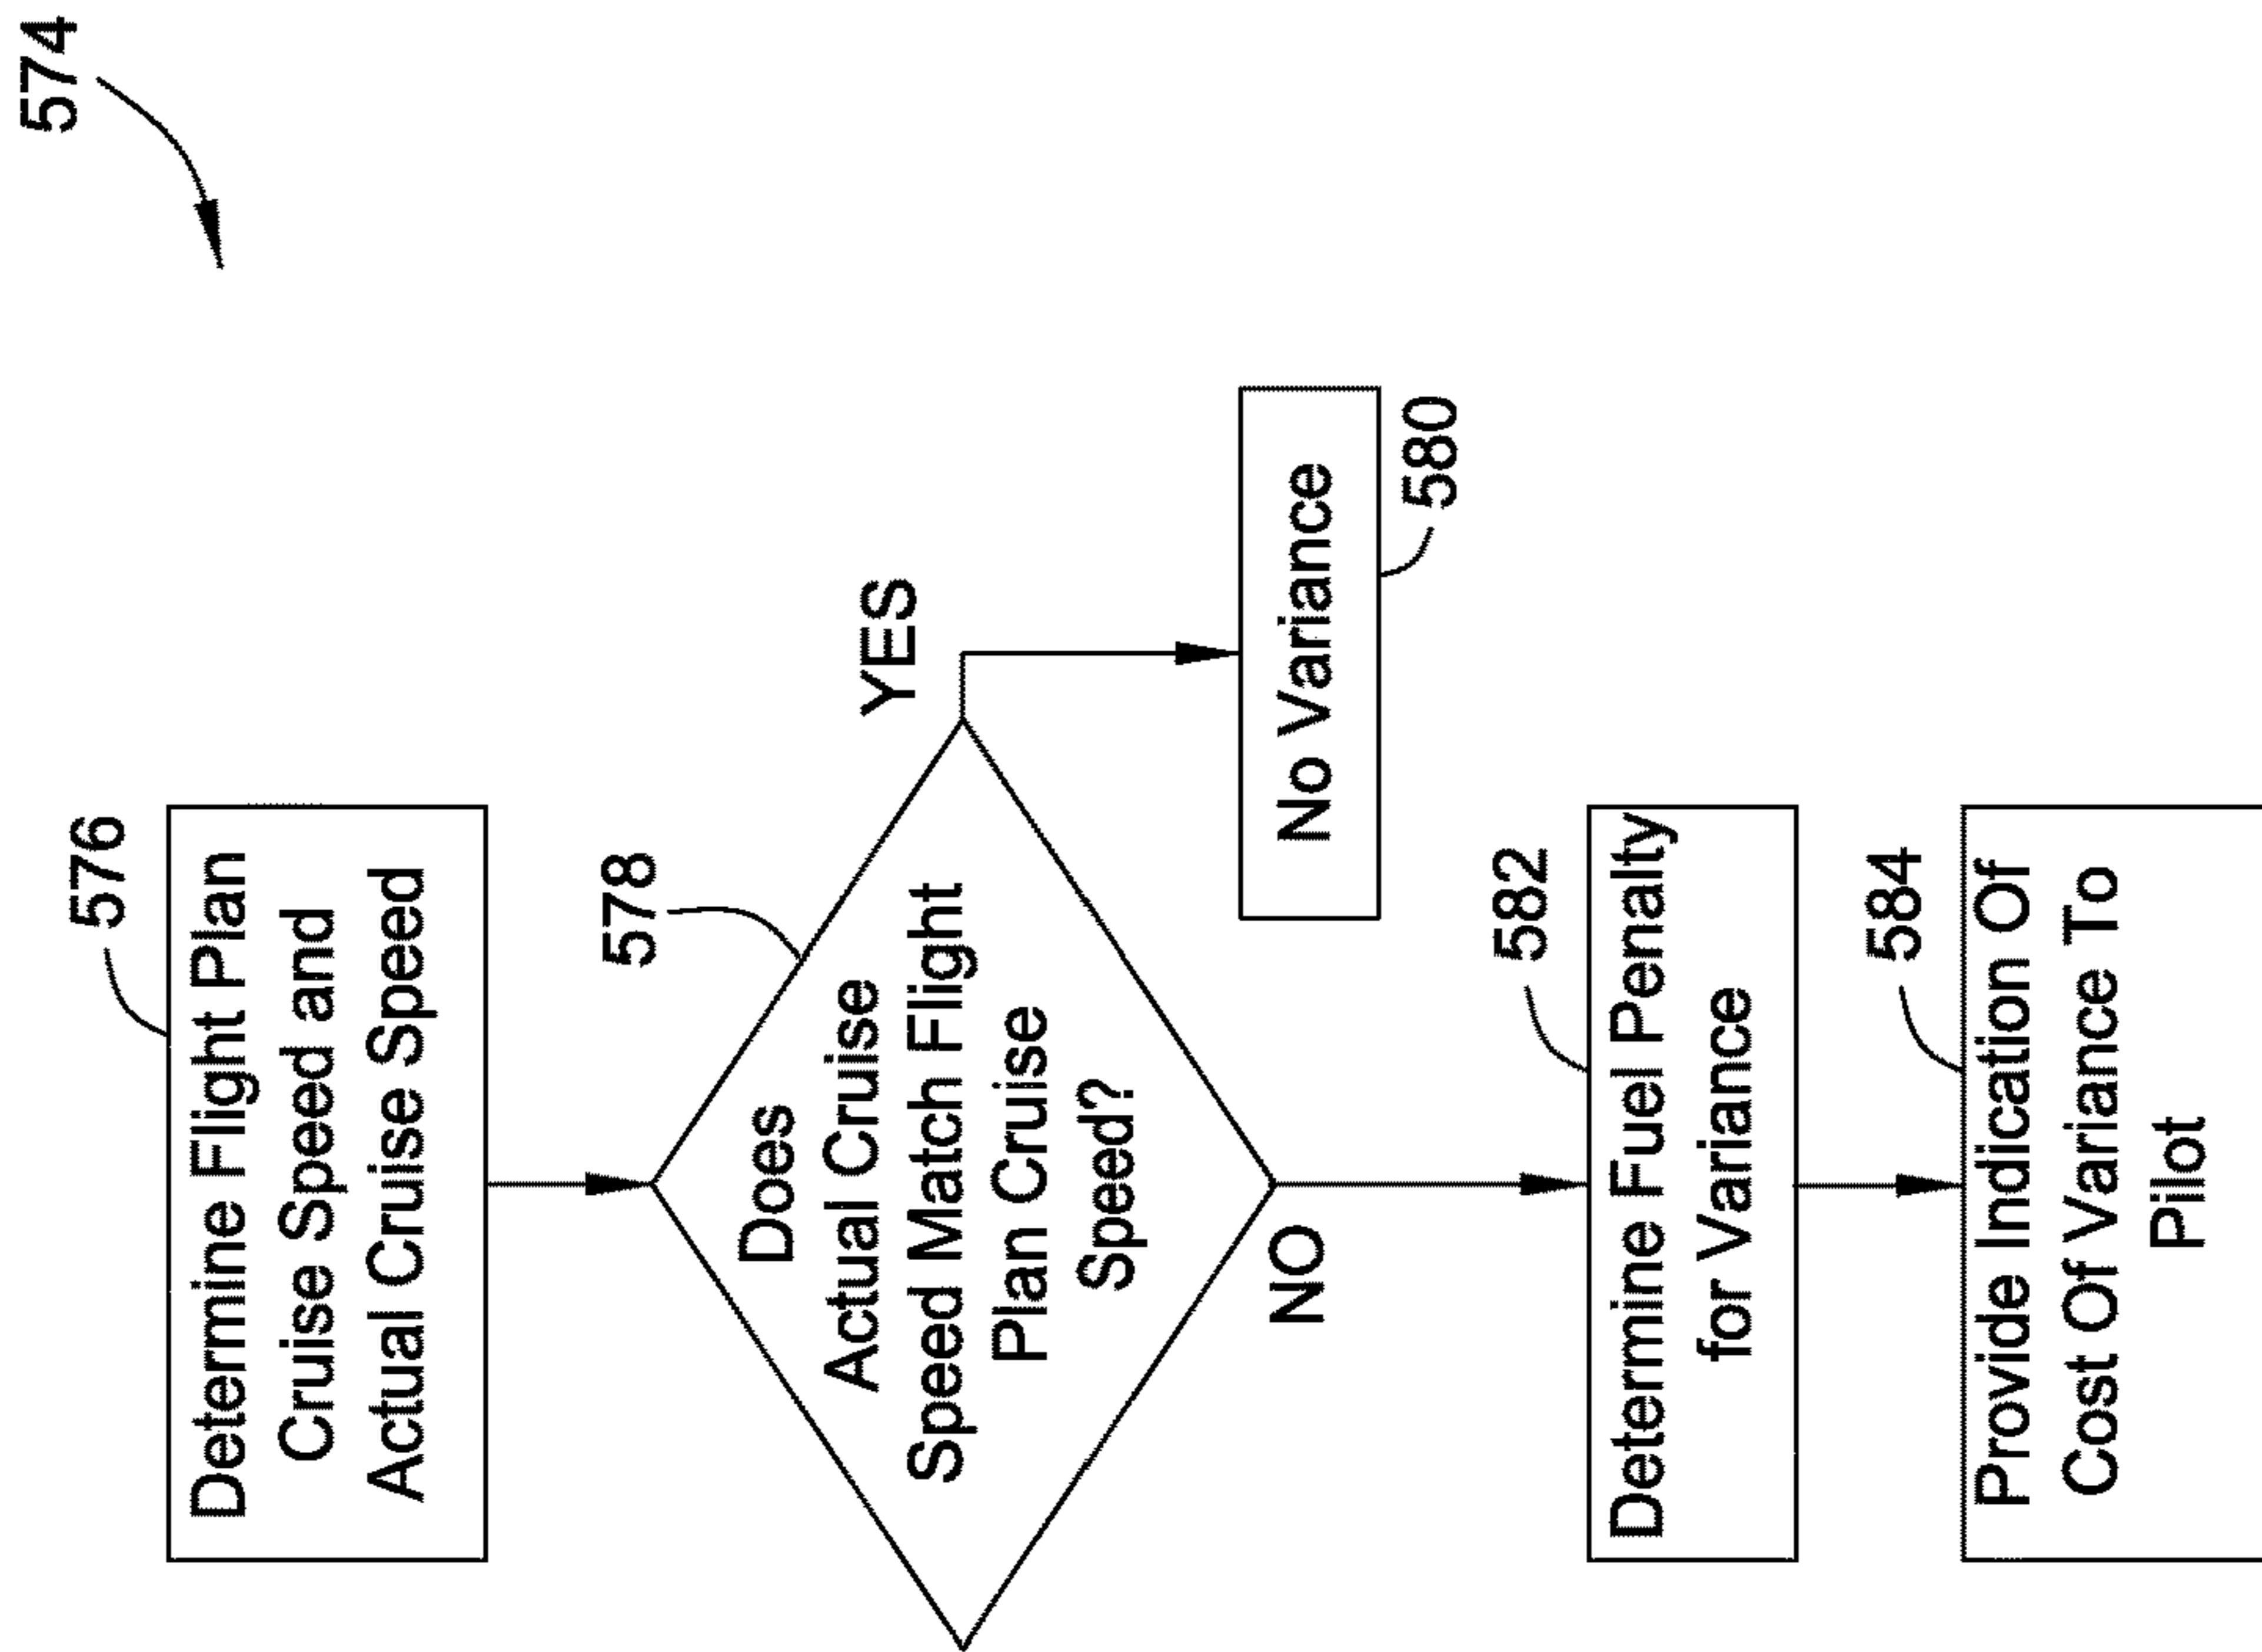 574
576
Determine Flight Plan
Cruise Speed and
Actual Cruise Speed
578
Does
Actual Cruise
Speed Match Flight
Plan Cruise
Speed?
YES
No Variance
580
NO
582
Determine Fuel Penalty
for Variance
584
Provide Indication Of
Cost Of Variance To
Pilot